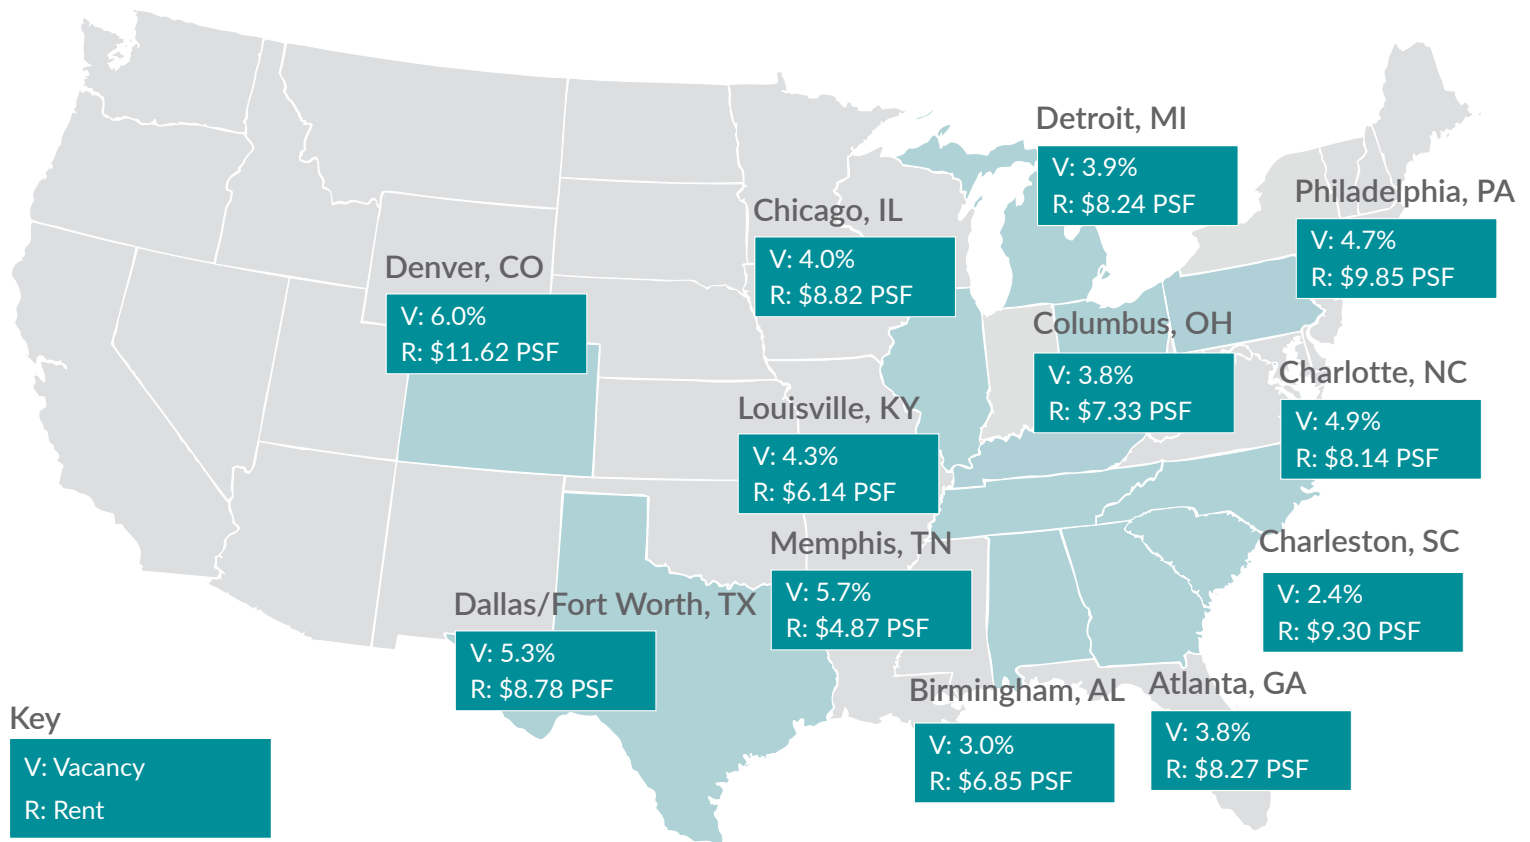 Detroit, MI
V: 3.9%
R: $8.24 PSF
Philadelphia, PA
V: 4.7%
R: $9.85 PSF
Chicago, IL
V: 4.0%
R: $8.82 PSF
Denver, CO
V: 6.0%
R: $11.62 PSF
Columbus, OH
V: 3.8%
R: $7.33 PSF
Charlotte, NC
V: 4.9%
R: $8.14 PSF
Louisville, KY
V: 4.3%
R: $6.14 PSF
Memphis, TN
V: 5.7%
R: $4.87 PSF
Charleston, SC
V: 2.4%
R: $9.30 PSF
Dallas/Fort Worth, TX
V: 5.3%
R: $8.78 PSF
Birmingham, AL
V: 3.0%
R: $6.85 PSF
Atlanta, GA
V: 3.8%
R: $8.27 PSF
Key
V: Vacancy
R: Rent